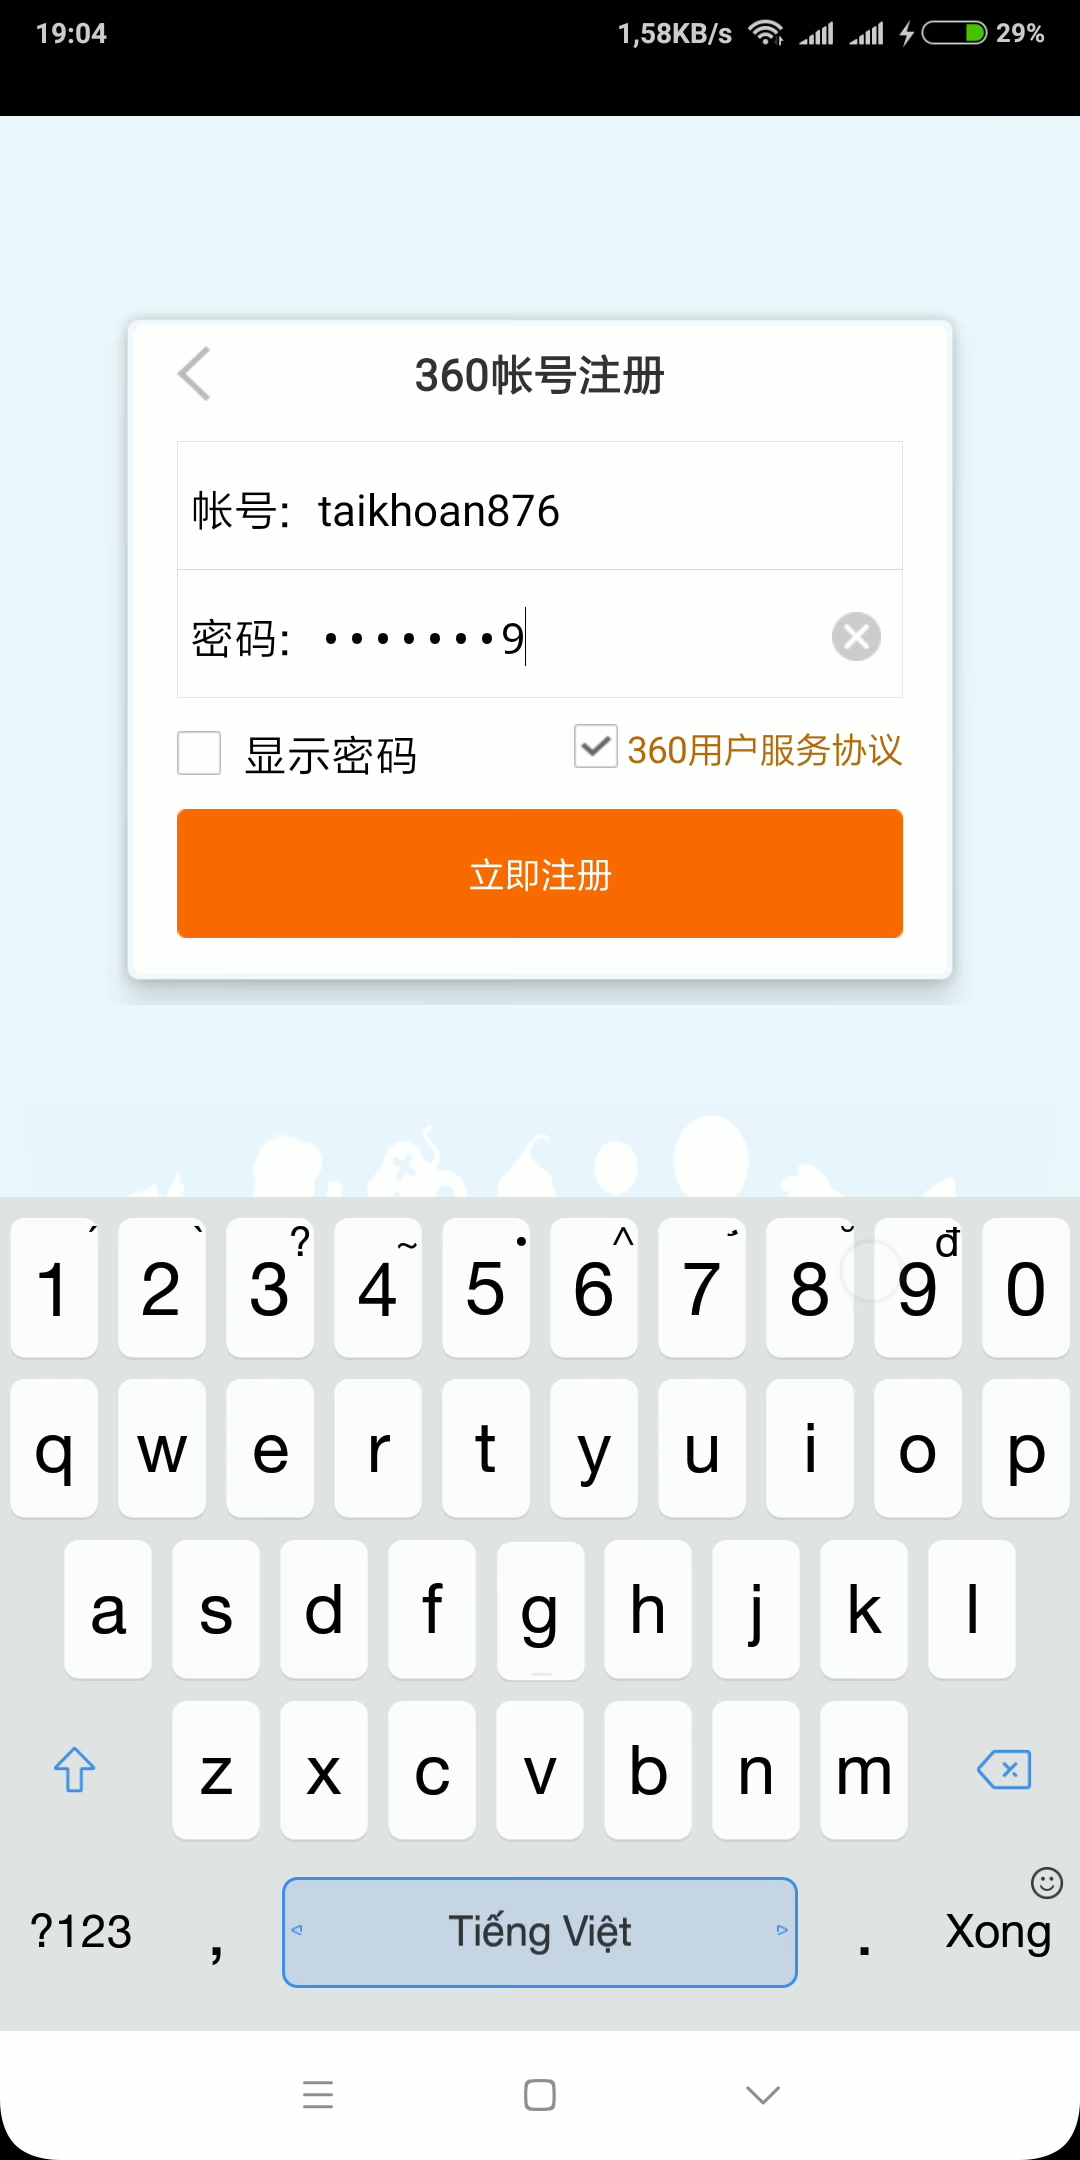 19:04 1,58KB/s 29%
360帐号注册
帐号: taikhoan876
密码: •••••••9
显示密码 360用户服务协议
立即注册
1 2 3 4 5 6 7 8 9 0
´ ` ? ~ • ^ đ
q w e r t y u i o p
a s d f g h j k l
z x c v b n m
?123 , Tiếng Việt . Xong